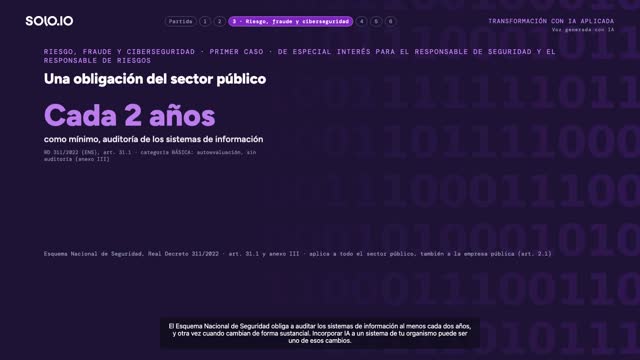 SOLO.IO
Partida 1 2 3 · Riesgo, fraude y ciberseguridad 4 5 6
TRANSFORMACIÓN CON IA APLICADA
Voz generada con IA
RIESGO, FRAUDE Y CIBERSEGURIDAD · PRIMER CASO · DE ESPECIAL INTERÉS PARA EL RESPONSABLE DE SEGURIDAD Y EL
RESPONSABLE DE RIESGOS
Una obligación del sector público
Cada 2 años
como mínimo, auditoría de los sistemas de información
RD 311/2022 (ENS), art. 31.1 · categoría BÁSICA: autoevaluación, sin
auditoría (anexo III)
Esquema Nacional de Seguridad, Real Decreto 311/2022 · art. 31.1 y anexo III · aplica a todo el sector público, también a la empresa pública (art. 2.1)
El Esquema Nacional de Seguridad obliga a auditar los sistemas de información al menos cada dos años,
y otra vez cuando cambian de forma sustancial. Incorporar IA a un sistema de tu organismo puede ser
uno de esos cambios.